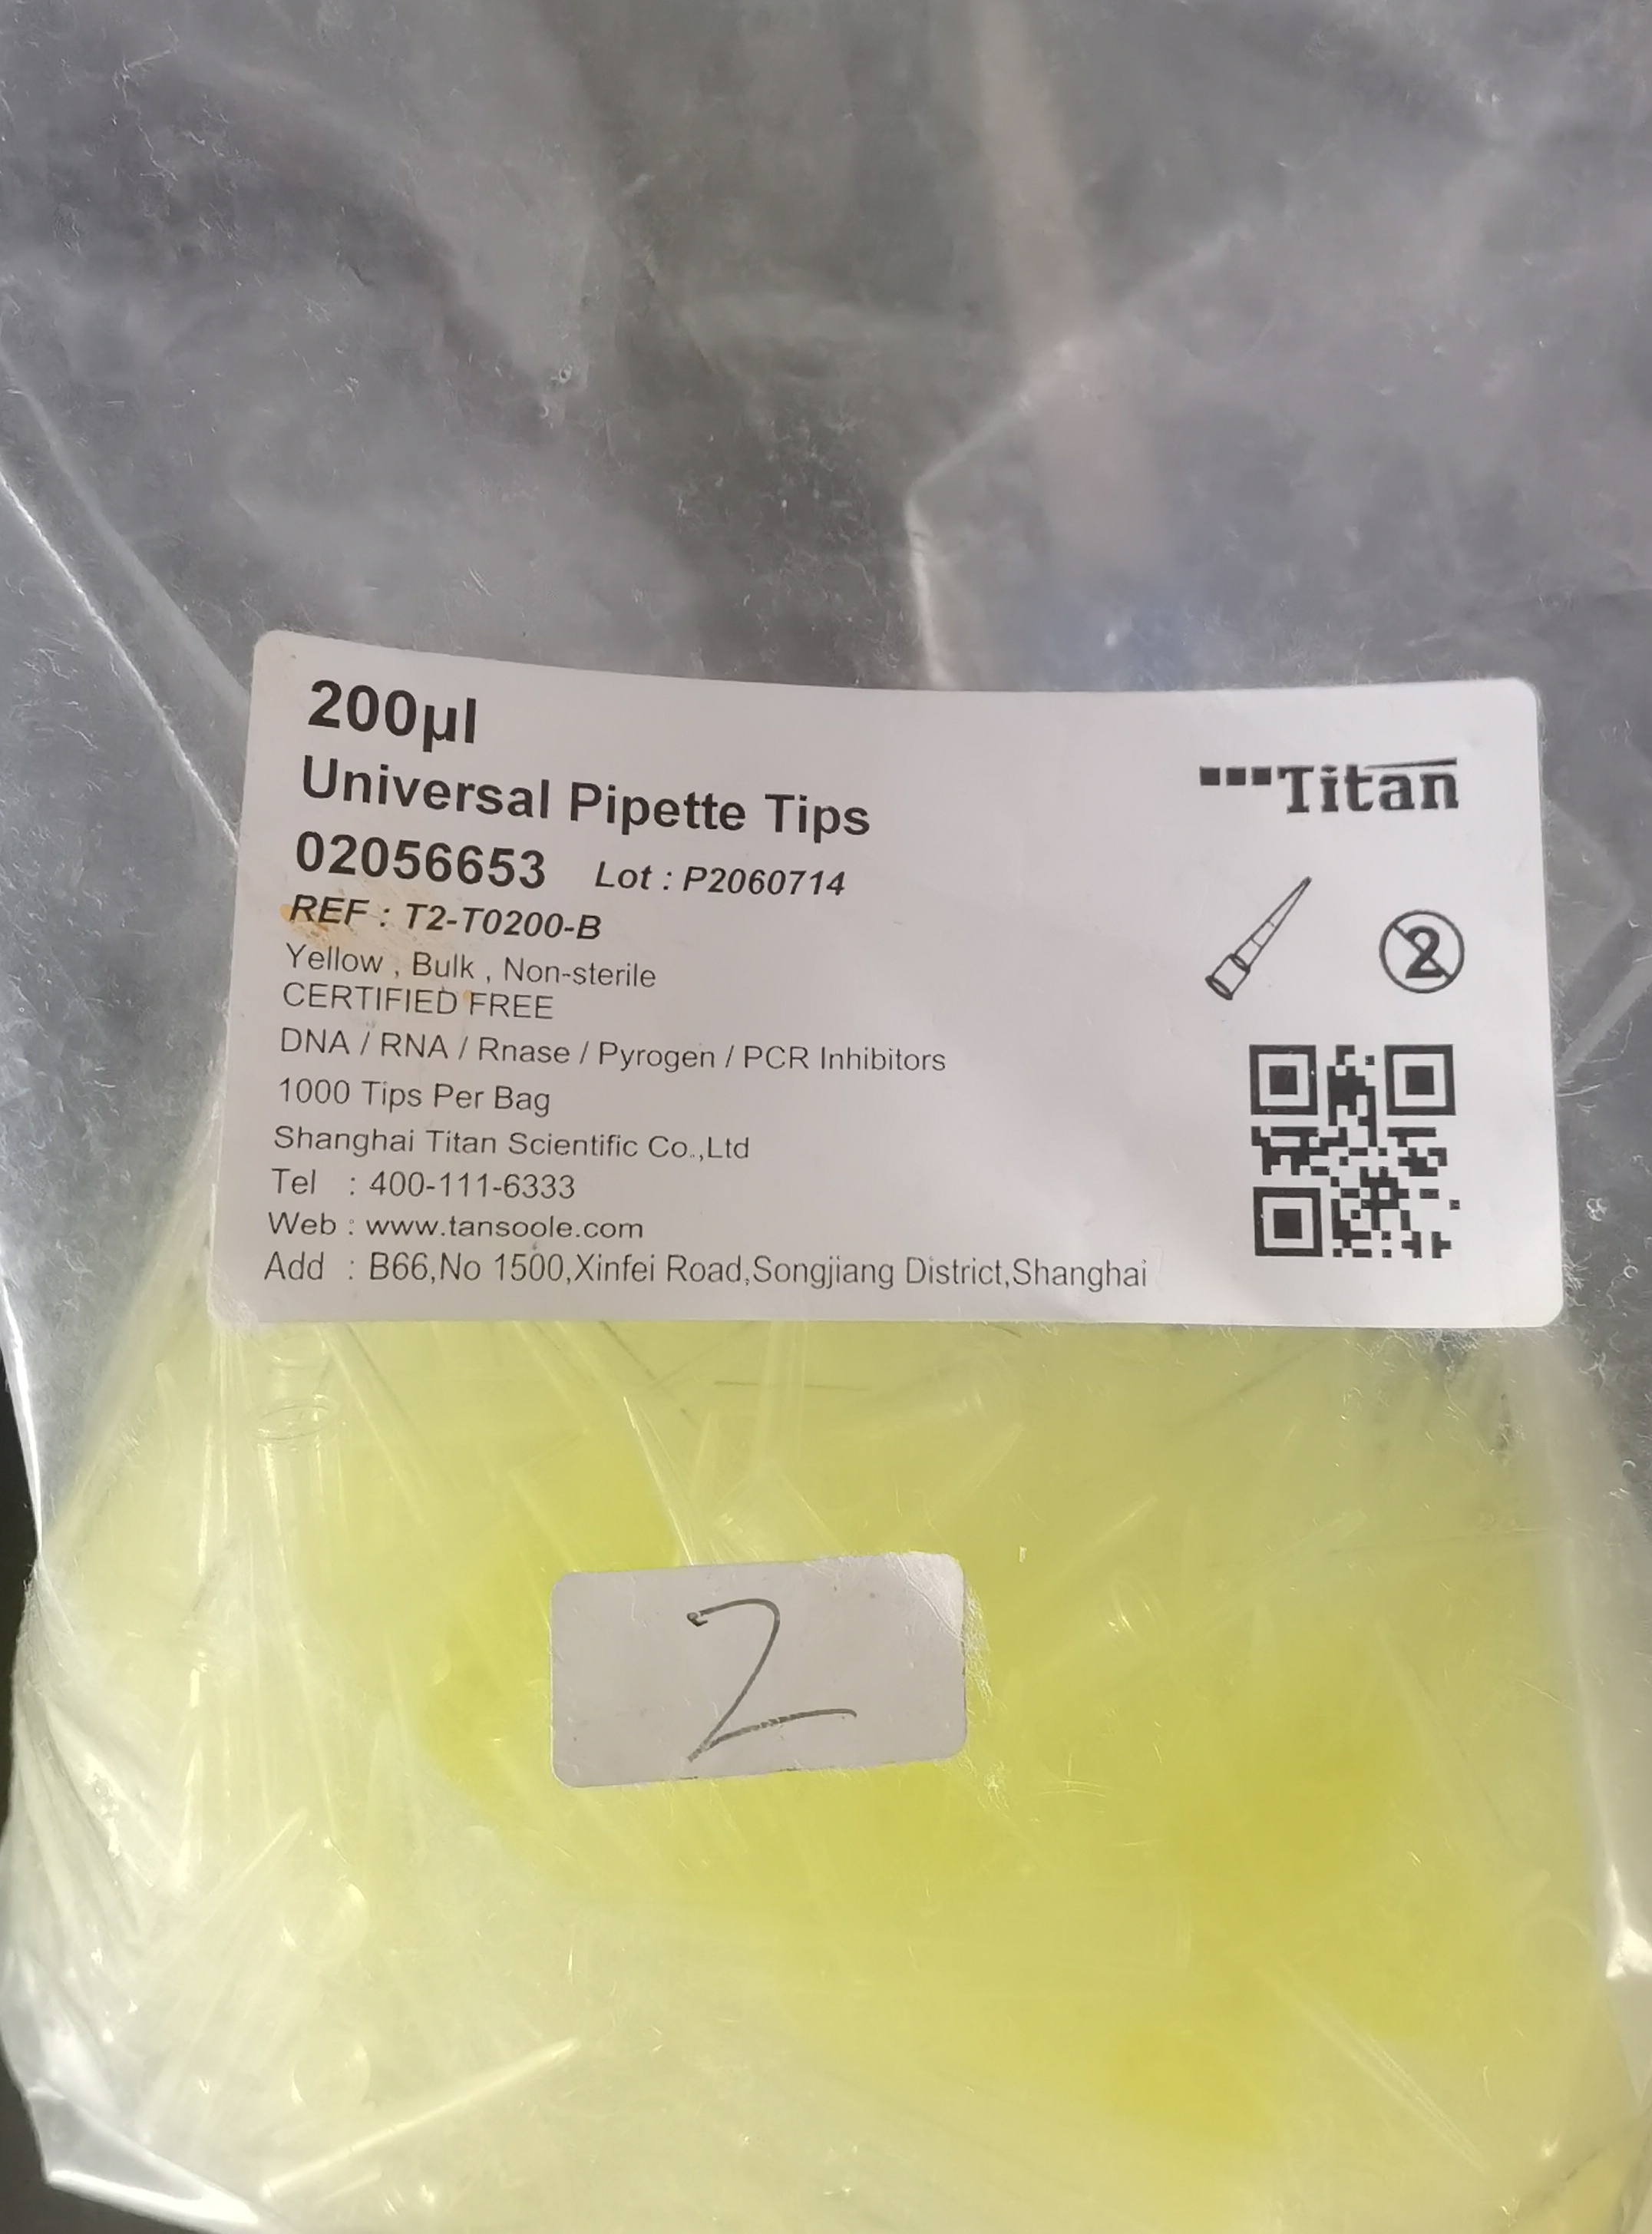 200µl
Universal Pipette Tips
Titan
02056653 Lot : P2060714
REF : T2-T0200-B
Yellow , Bulk , Non-sterile
CERTIFIED FREE
DNA / RNA / Rnase / Pyrogen / PCR Inhibitors
1000 Tips Per Bag
Shanghai Titan Scientific Co.,Ltd
Tel : 400-111-6333
Web : www.tansoole.com
Add : B66,No 1500,Xinfei Road,Songjiang District,Shanghai
2
2